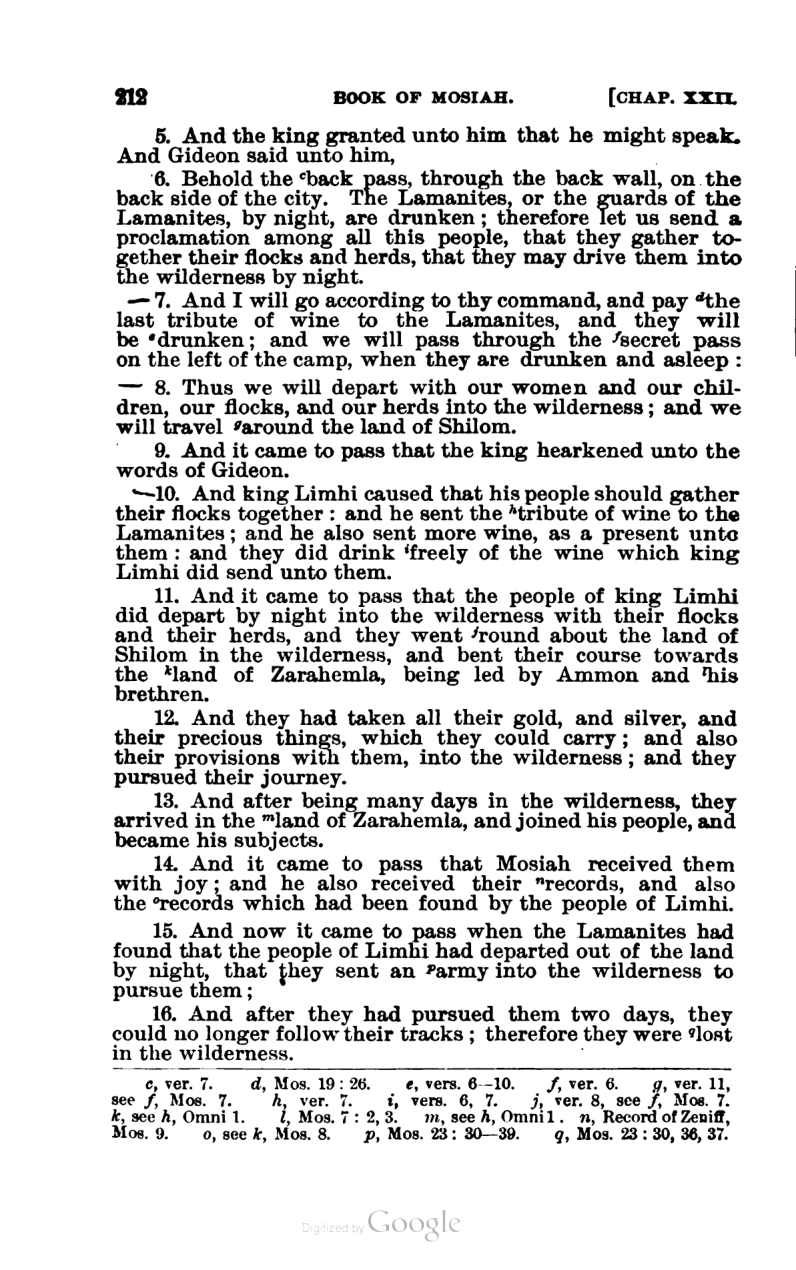 212 BOOK OF MOSIAH. [CHAP. XXII.
5. And the king granted unto him that he might speak.
And Gideon said unto him,
6. Behold the ᶜback pass, through the back wall, on the
back side of the city. The Lamanites, or the guards of the
Lamanites, by night, are drunken; therefore let us send a
proclamation among all this people, that they gather to-
gether their flocks and herds, that they may drive them into
the wilderness by night.
— 7. And I will go according to thy command, and pay ᵈthe
last tribute of wine to the Lamanites, and they will
be ᵉdrunken; and we will pass through the ᶠsecret pass
on the left of the camp, when they are drunken and asleep:
— 8. Thus we will depart with our women and our chil-
dren, our flocks, and our herds into the wilderness; and we
will travel ᵍaround the land of Shilom.
9. And it came to pass that the king hearkened unto the
words of Gideon.
—10. And king Limhi caused that his people should gather
their flocks together: and he sent the ʰtribute of wine to the
Lamanites; and he also sent more wine, as a present unto
them: and they did drink ⁱfreely of the wine which king
Limhi did send unto them.
11. And it came to pass that the people of king Limhi
did depart by night into the wilderness with their flocks
and their herds, and they went ʲround about the land of
Shilom in the wilderness, and bent their course towards
the ᵏland of Zarahemla, being led by Ammon and ˡhis
brethren.
12. And they had taken all their gold, and silver, and
their precious things, which they could carry; and also
their provisions with them, into the wilderness; and they
pursued their journey.
13. And after being many days in the wilderness, they
arrived in the ᵐland of Zarahemla, and joined his people, and
became his subjects.
14. And it came to pass that Mosiah received them
with joy; and he also received their ⁿrecords, and also
the ᵒrecords which had been found by the people of Limhi.
15. And now it came to pass when the Lamanites had
found that the people of Limhi had departed out of the land
by night, that they sent an ᵖarmy into the wilderness to
pursue them;
16. And after they had pursued them two days, they
could no longer follow their tracks; therefore they were qlost
in the wilderness.
c, ver. 7. d, Mos. 19: 26. e, vers. 6—10. f, ver. 6. g, ver. 11,
see f, Mos. 7. h, ver. 7. i, vers. 6, 7. j, ver. 8, see f, Mos. 7.
k, see h, Omni 1. l, Mos. 7: 2, 3. m, see h, Omni 1. n, Record of Zeniff,
Mos. 9. o, see k, Mos. 8. p, Mos. 23: 30—39. q, Mos. 23: 30, 36, 37.
Digitized by Google